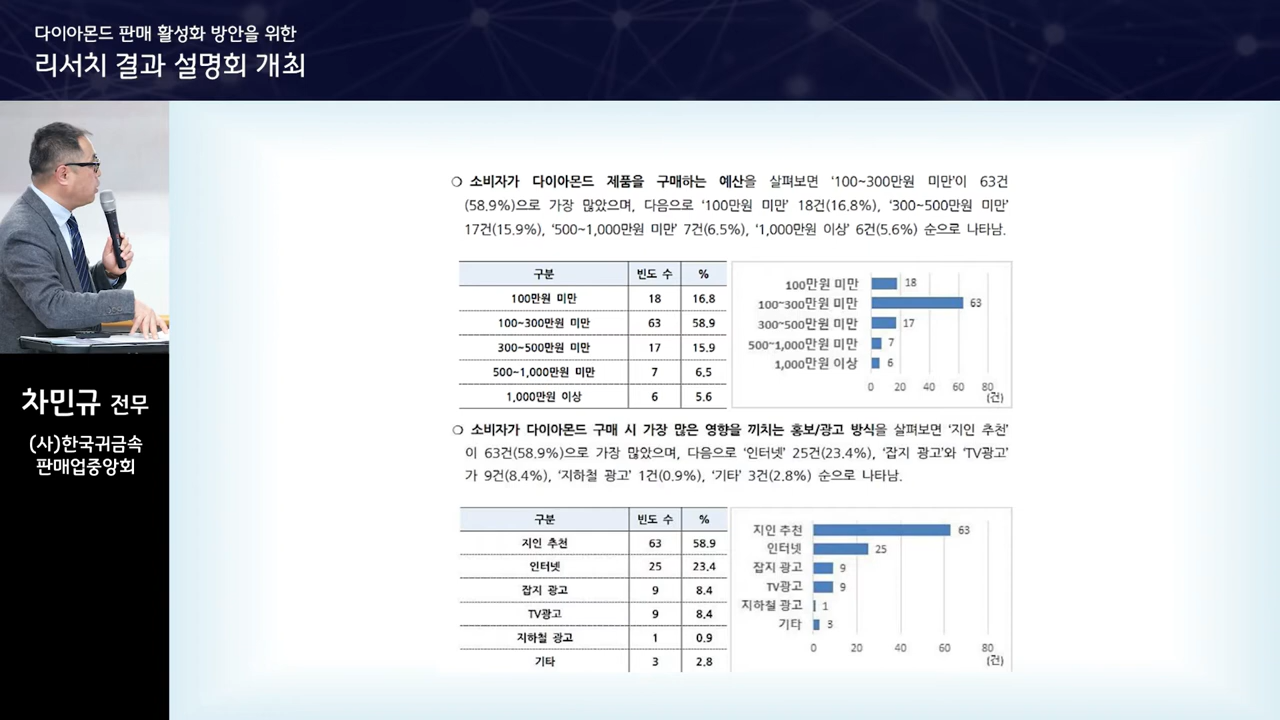 다이아몬드 판매 활성화 방안을 위한
리서치 결과 설명회 개최
차민규 전무
(사)한국귀금속
판매업중앙회
❍ 소비자가 다이아몬드 제품을 구매하는 예산을 살펴보면 '100~300만원 미만'이 63건
(58.9%)으로 가장 많았으며, 다음으로 '100만원 미만' 18건(16.8%), '300~500만원 미만'
17건(15.9%), '500~1,000만원 미만' 7건(6.5%), '1,000만원 이상' 6건(5.6%) 순으로 나타남.
구분 빈도 수 %
100만원 미만 18 16.8
100~300만원 미만 63 58.9
300~500만원 미만 17 15.9
500~1,000만원 미만 7 6.5
1,000만원 이상 6 5.6
100만원 미만 18
100~300만원 미만 63
300~500만원 미만 17
500~1,000만원 미만 7
1,000만원 이상 6
0 20 40 60 80
(건)
❍ 소비자가 다이아몬드 구매 시 가장 많은 영향을 끼치는 홍보/광고 방식을 살펴보면 '지인 추천'
이 63건(58.9%)으로 가장 많았으며, 다음으로 '인터넷' 25건(23.4%), '잡지 광고'와 'TV광고'
가 9건(8.4%), '지하철 광고' 1건(0.9%), '기타' 3건(2.8%) 순으로 나타남.
구분 빈도 수 %
지인 추천 63 58.9
인터넷 25 23.4
잡지 광고 9 8.4
TV광고 9 8.4
지하철 광고 1 0.9
기타 3 2.8
지인 추천 63
인터넷 25
잡지 광고 9
TV광고 9
지하철 광고 1
기타 3
0 20 40 60 80
(건)